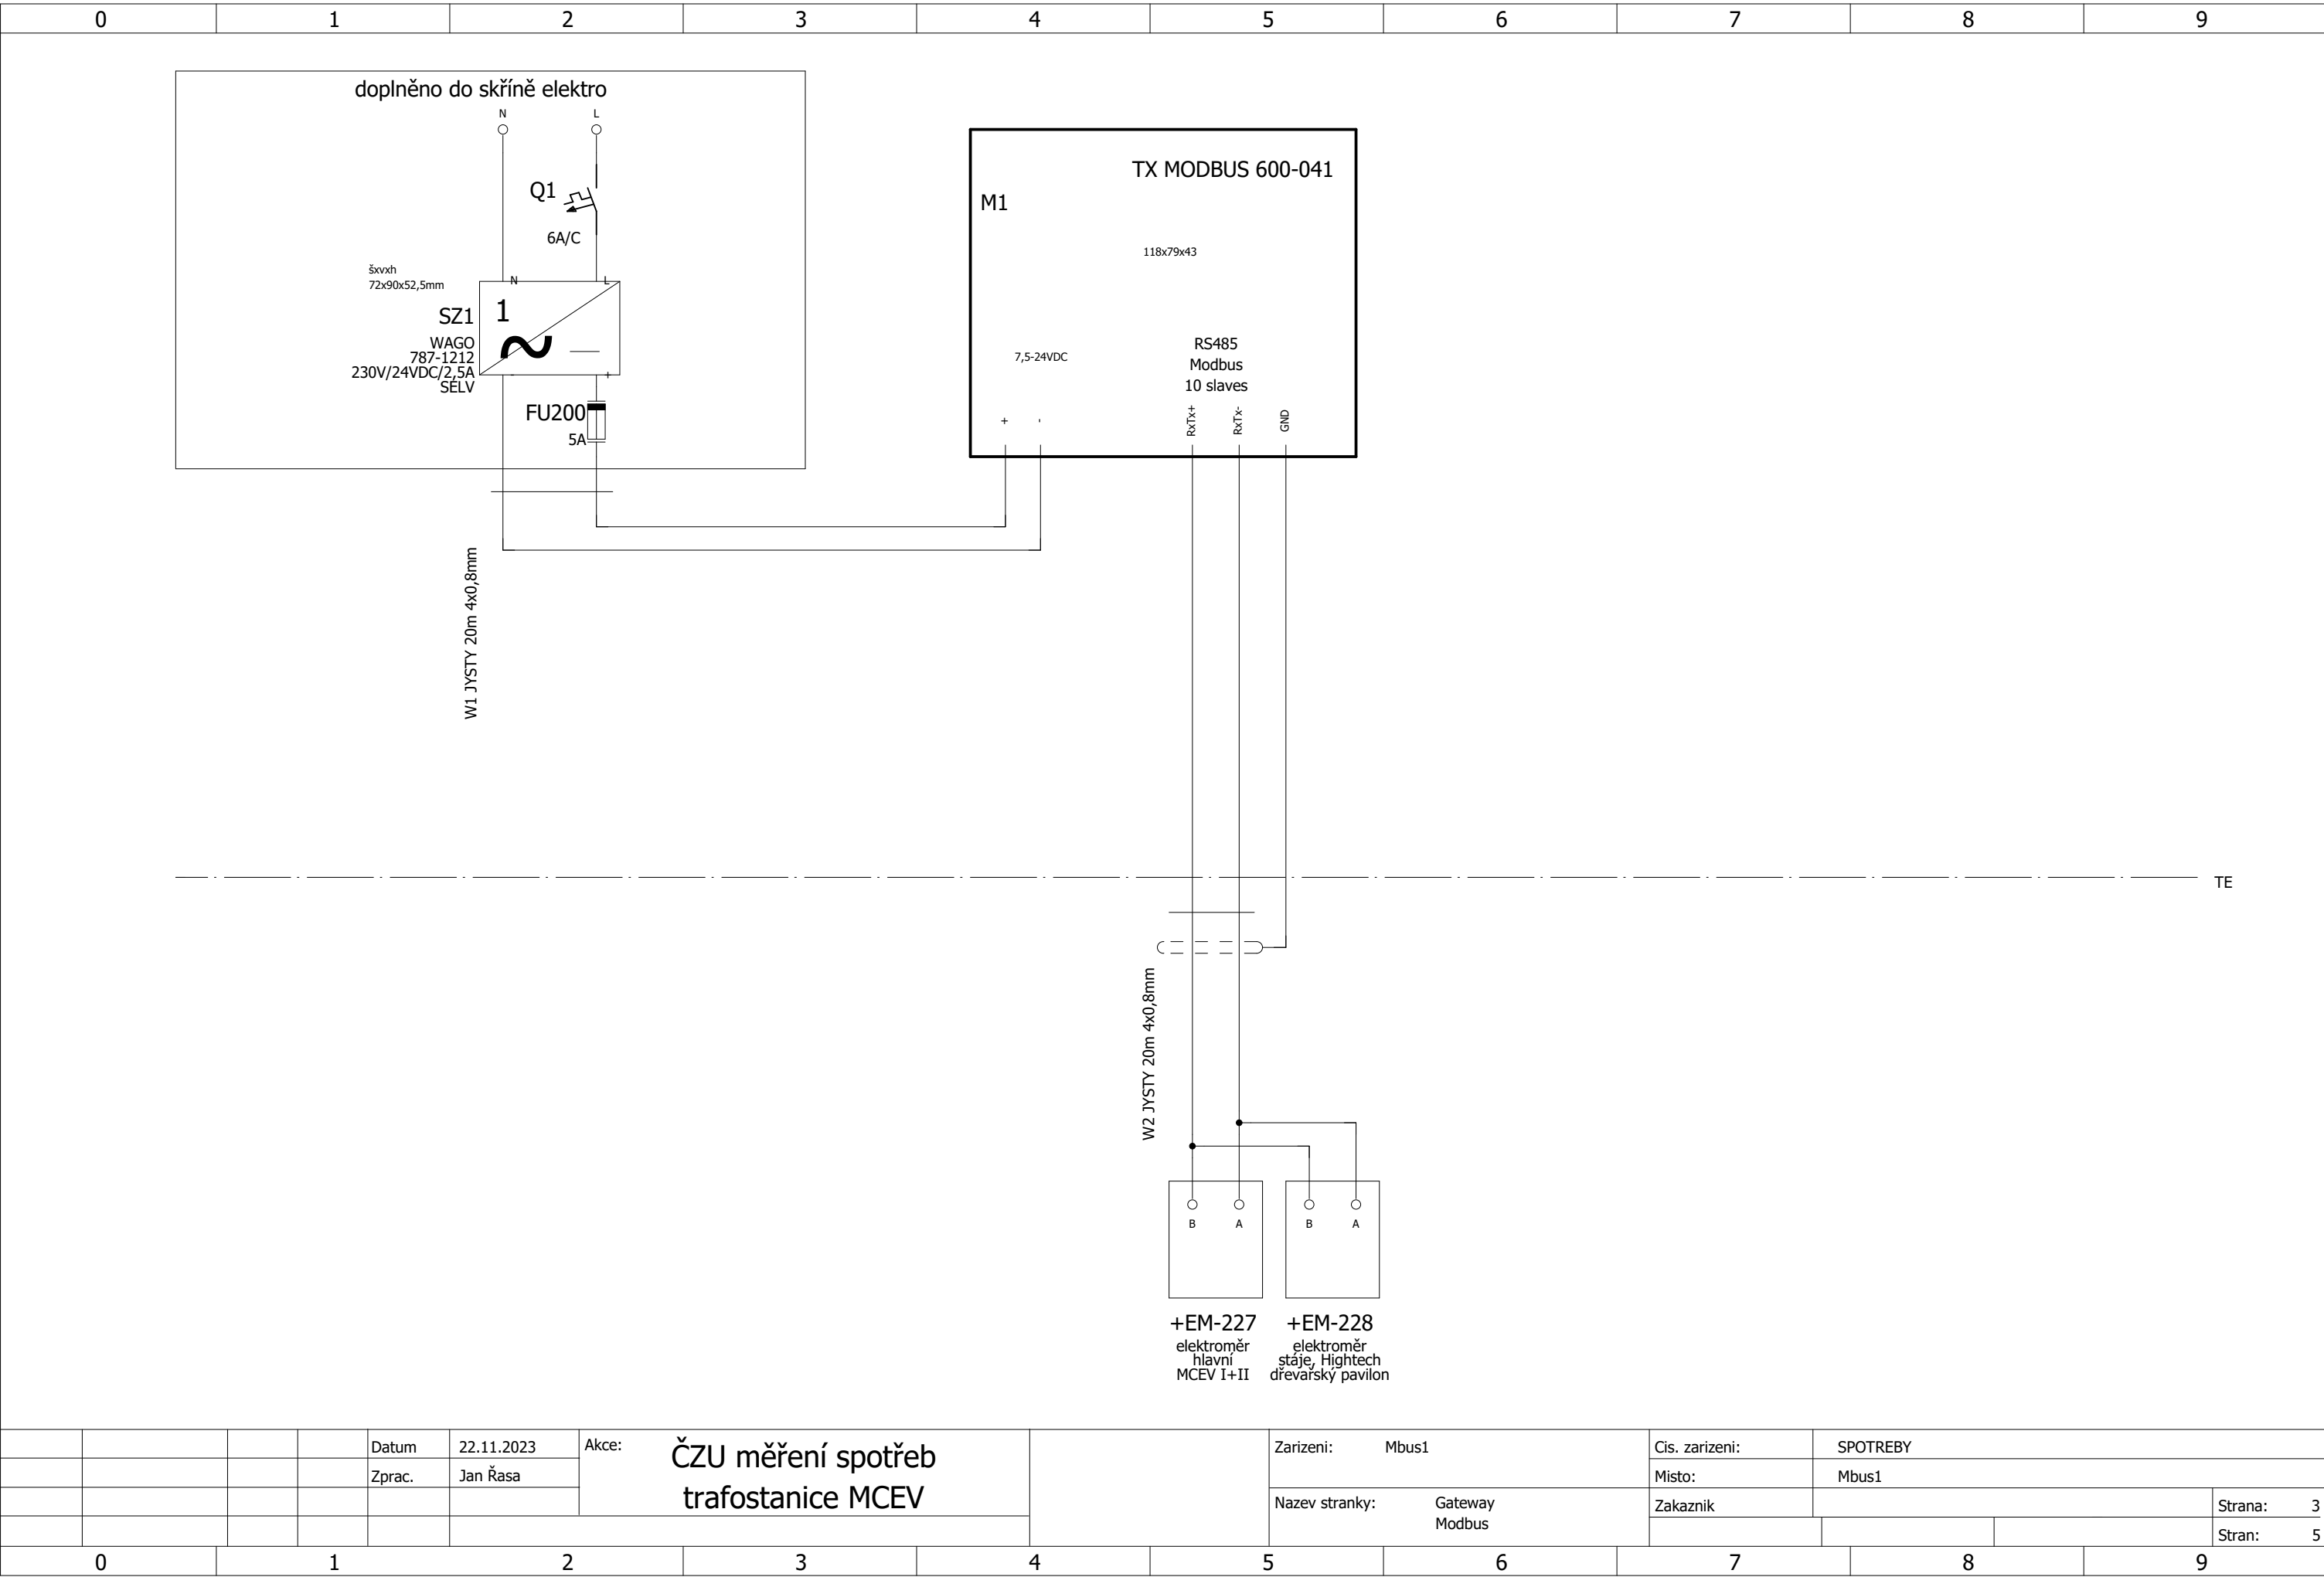 0 1 2 3 4 5 6 7 8 9
doplněno do skříně elektro
N L
Q1
6A/C
šxvxh
72x90x52,5mm
N L
SZ1
1
WAGO
787-1212
230V/24VDC/2,5A
SELV
- +
FU200
5A
W1 JYSTY 20m 4x0,8mm
TX MODBUS 600-041
M1
118x79x43
7,5-24VDC
RS485
Modbus
10 slaves
+ - RxTx+ RxTx- GND
TE
W2 JYSTY 20m 4x0,8mm
B A B A
+EM-227
elektroměr
hlavní
MCEV I+II
+EM-228
elektroměr
stáje, Hightech
dřevařský pavilon
Datum 22.11.2023
Zprac. Jan Řasa
Akce:
ČZU měření spotřeb
trafostanice MCEV
Zarizeni: Mbus1
Nazev stranky: Gateway
Modbus
Cis. zarizeni: SPOTREBY
Misto: Mbus1
Zakaznik
Strana: 3
Stran: 5
0 1 2 3 4 5 6 7 8 9